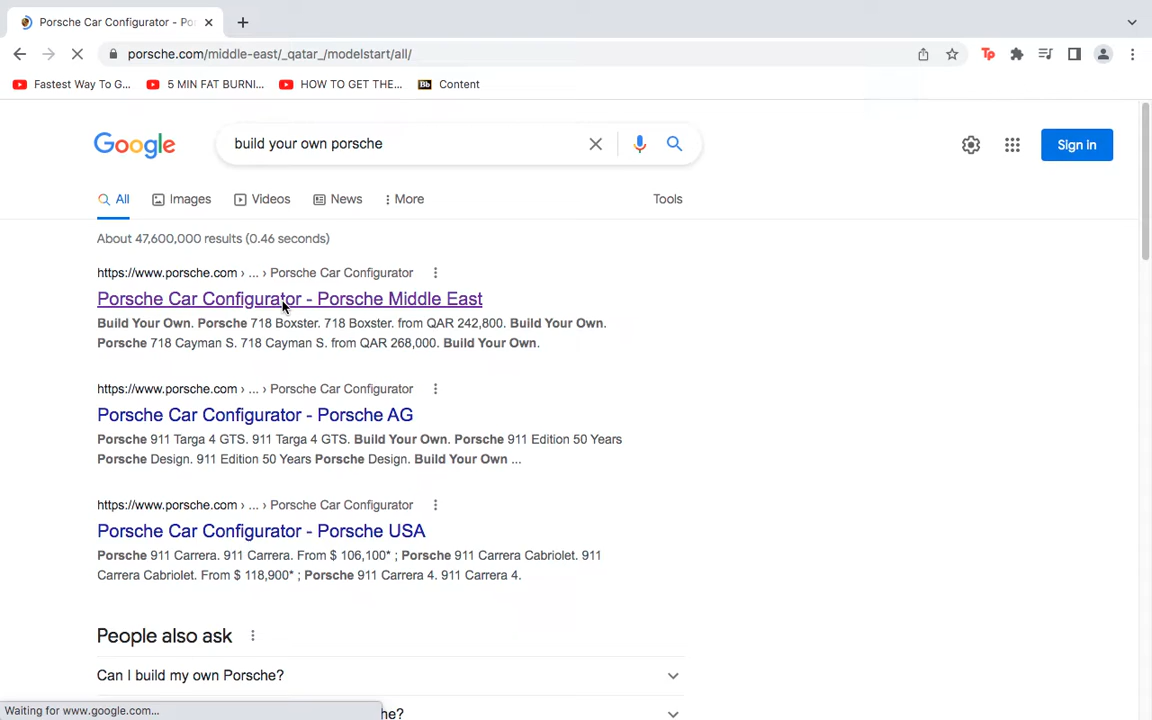 Porsche Car Configurator - Po
porsche.com/middle-east/_qatar_/modelstart/all/
Fastest Way To G... 5 MIN FAT BURNI... HOW TO GET THE... Bb Content
Google build your own porsche Sign in
All Images Videos News More Tools
About 47,600,000 results (0.46 seconds)
https://www.porsche.com › ... › Porsche Car Configurator
Porsche Car Configurator - Porsche Middle East
Build Your Own. Porsche 718 Boxster. 718 Boxster. from QAR 242,800. Build Your Own.
Porsche 718 Cayman S. 718 Cayman S. from QAR 268,000. Build Your Own.
https://www.porsche.com › ... › Porsche Car Configurator
Porsche Car Configurator - Porsche AG
Porsche 911 Targa 4 GTS. 911 Targa 4 GTS. Build Your Own. Porsche 911 Edition 50 Years
Porsche Design. 911 Edition 50 Years Porsche Design. Build Your Own ...
https://www.porsche.com › ... › Porsche Car Configurator
Porsche Car Configurator - Porsche USA
Porsche 911 Carrera. 911 Carrera. From $ 106,100* ; Porsche 911 Carrera Cabriolet. 911
Carrera Cabriolet. From $ 118,900* ; Porsche 911 Carrera 4. 911 Carrera 4.
People also ask
Can I build my own Porsche?
he?
Waiting for www.google.com...